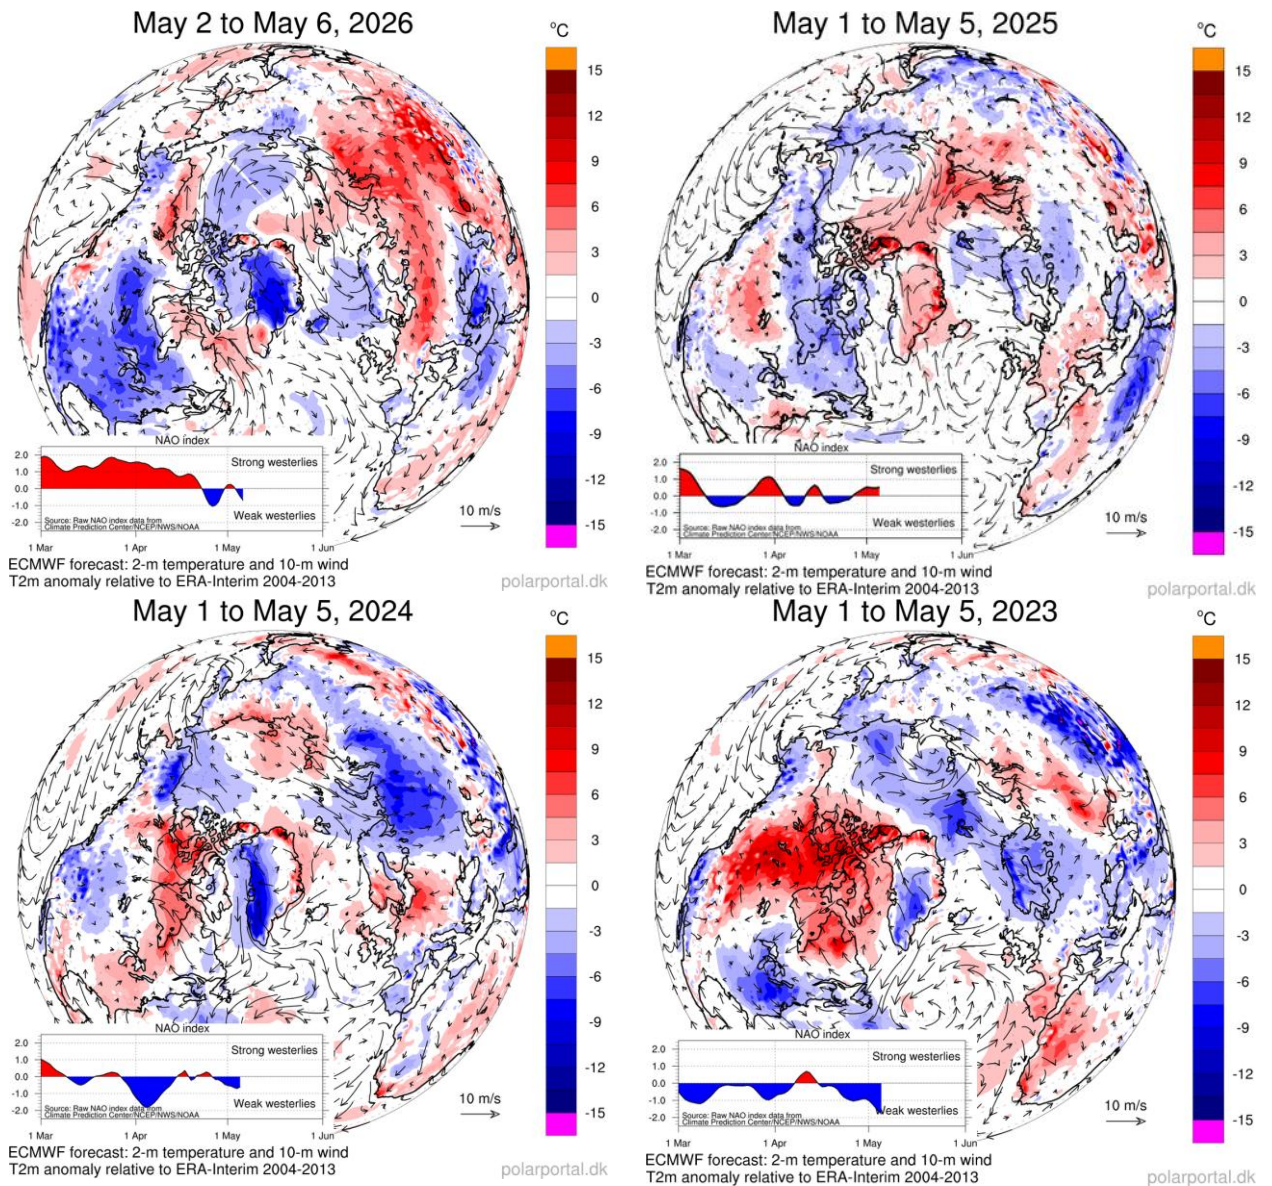 May 2 to May 6, 2026
°C
15
12
9
6
3
0
-3
-6
-9
-12
-15
NAO index
2.0
1.0
0.0
-1.0
-2.0
Strong westerlies
Weak westerlies
Source: Raw NAO index data from
Climate Prediction Center/NCEP/NWS/NOAA
1 Mar
1 Apr
1 May
1 Jun
10 m/s
ECMWF forecast: 2-m temperature and 10-m wind
T2m anomaly relative to ERA-Interim 2004-2013
polarportal.dk
May 1 to May 5, 2025
°C
15
12
9
6
3
0
-3
-6
-9
-12
-15
NAO index
2.0
1.0
0.0
-1.0
-2.0
Strong westerlies
Weak westerlies
Source: Raw NAO index data from
Climate Prediction Center/NCEP/NWS/NOAA
1 Mar
1 Apr
1 May
1 Jun
10 m/s
ECMWF forecast: 2-m temperature and 10-m wind
T2m anomaly relative to ERA-Interim 2004-2013
polarportal.dk
May 1 to May 5, 2024
°C
15
12
9
6
3
0
-3
-6
-9
-12
-15
NAO index
2.0
1.0
0.0
-1.0
-2.0
Strong westerlies
Weak westerlies
Source: Raw NAO index data from
Climate Prediction Center/NCEP/NWS/NOAA
1 Mar
1 Apr
1 May
1 Jun
10 m/s
ECMWF forecast: 2-m temperature and 10-m wind
T2m anomaly relative to ERA-Interim 2004-2013
polarportal.dk
May 1 to May 5, 2023
°C
15
12
9
6
3
0
-3
-6
-9
-12
-15
NAO index
2.0
1.0
0.0
-1.0
-2.0
Strong westerlies
Weak westerlies
Source: Raw NAO index data from
Climate Prediction Center/NCEP/NWS/NOAA
1 Mar
1 Apr
1 May
1 Jun
10 m/s
ECMWF forecast: 2-m temperature and 10-m wind
T2m anomaly relative to ERA-Interim 2004-2013
polarportal.dk